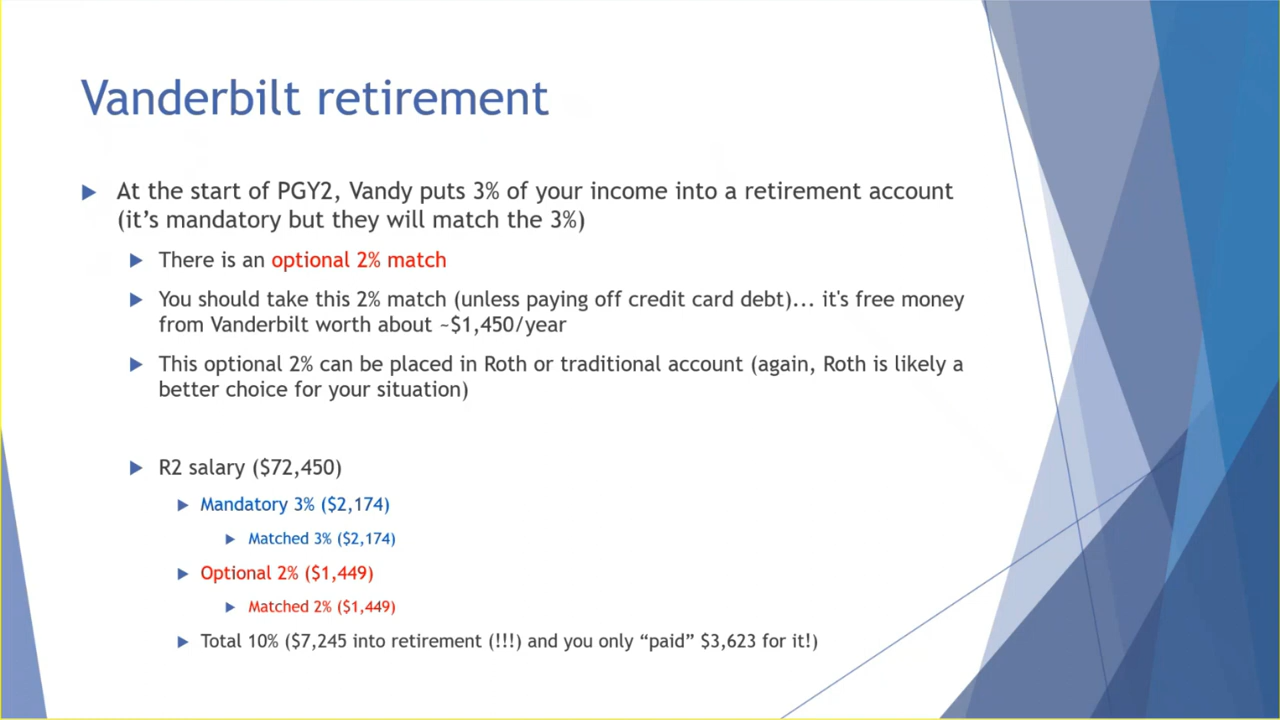 Vanderbilt retirement
At the start of PGY2, Vandy puts 3% of your income into a retirement account
(it’s mandatory but they will match the 3%)
There is an optional 2% match
You should take this 2% match (unless paying off credit card debt)... it's free money
from Vanderbilt worth about ~$1,450/year
This optional 2% can be placed in Roth or traditional account (again, Roth is likely a
better choice for your situation)
R2 salary ($72,450)
Mandatory 3% ($2,174)
Matched 3% ($2,174)
Optional 2% ($1,449)
Matched 2% ($1,449)
Total 10% ($7,245 into retirement (!!!) and you only “paid” $3,623 for it!)